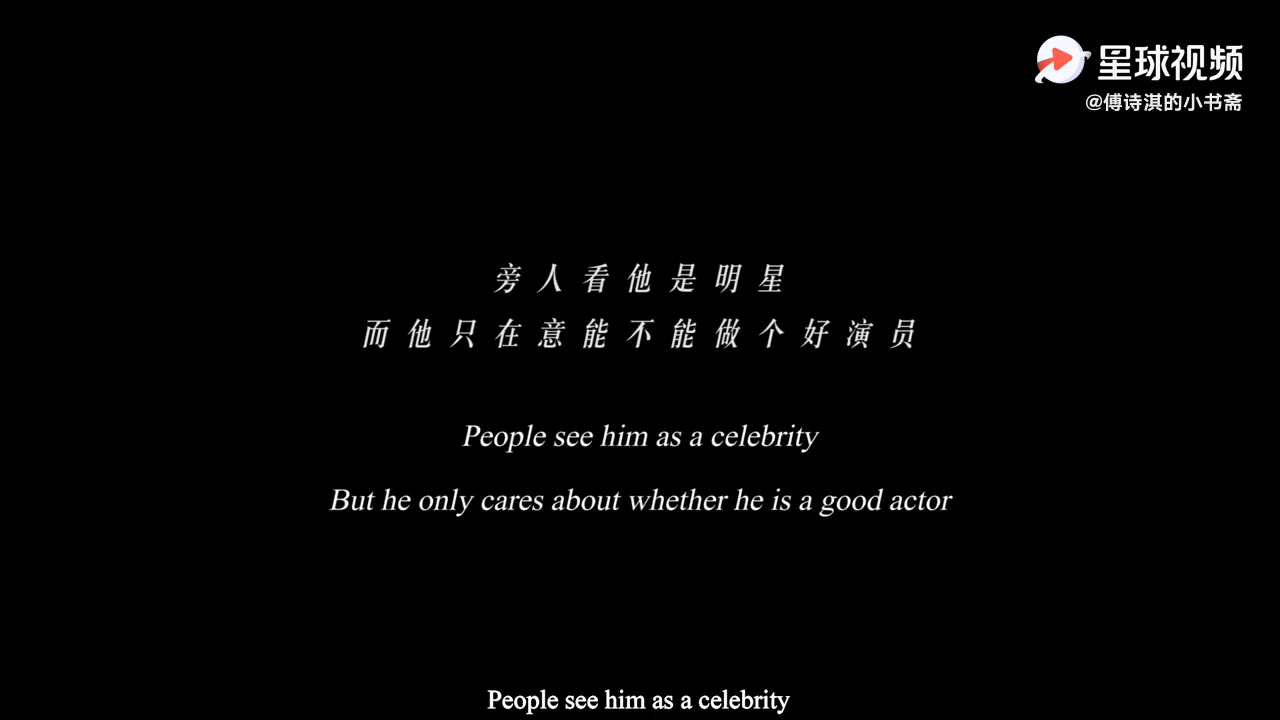 星球视频
@傅诗淇的小书斋
旁人看他是明星
而他只在意能不能做个好演员
People see him as a celebrity
But he only cares about whether he is a good actor
People see him as a celebrity